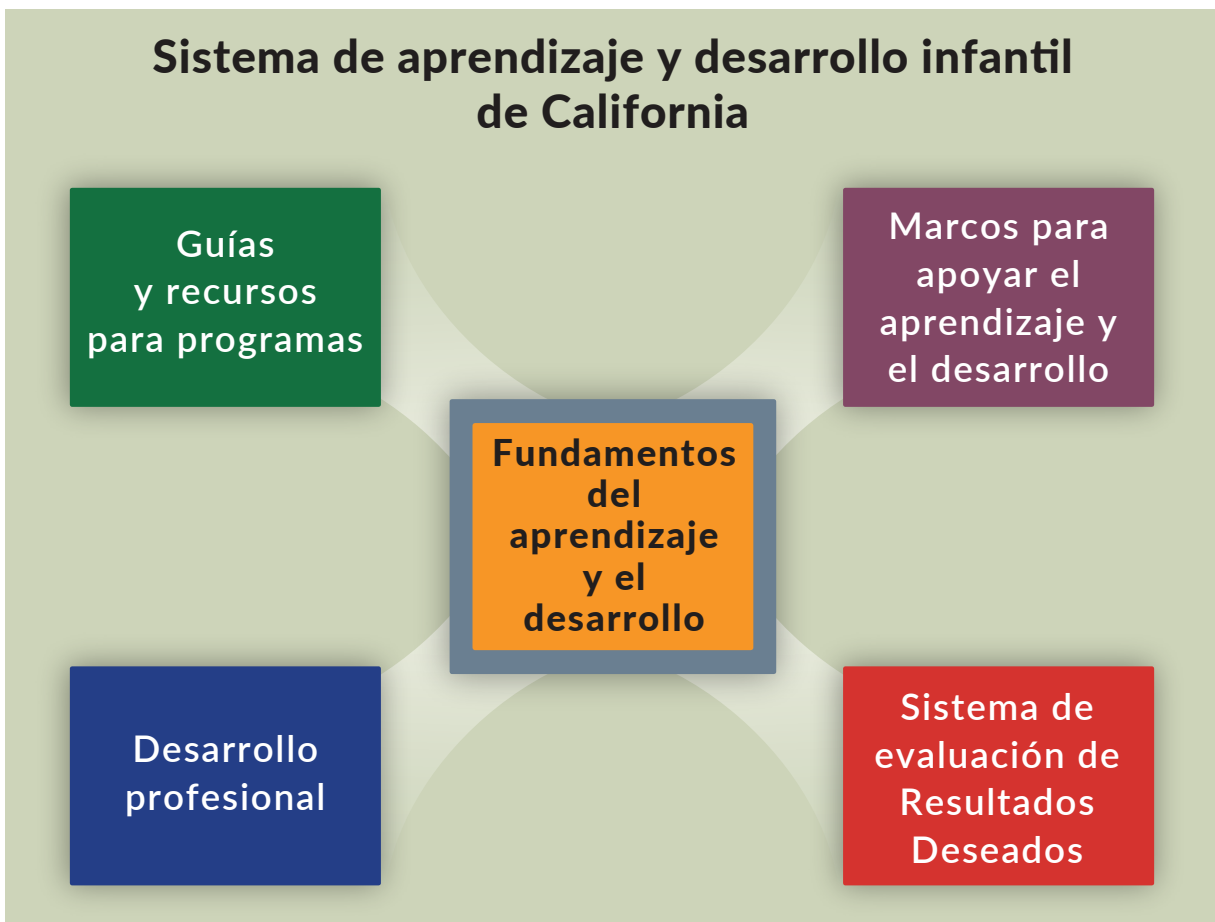 Sistema de aprendizaje y desarrollo infantil
de California
Guías
y recursos
para programas
Marcos para
apoyar el
aprendizaje y
el desarrollo
Fundamentos
del
aprendizaje
y el
desarrollo
Desarrollo
profesional
Sistema de
evaluación de
Resultados
Deseados